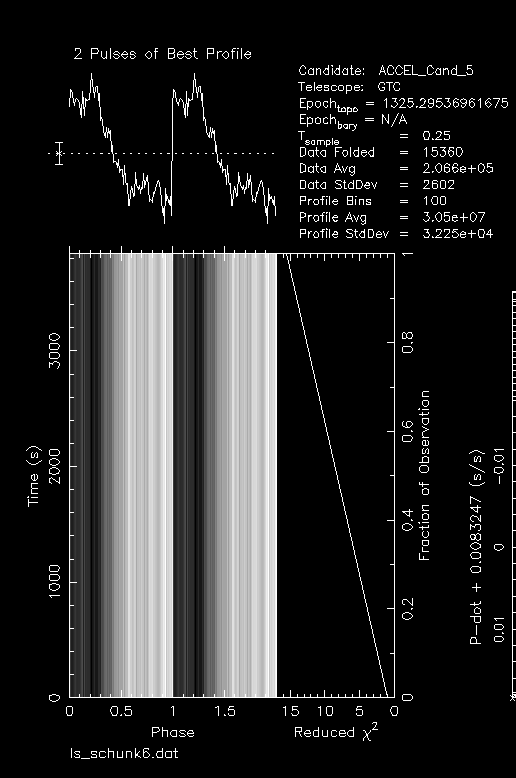 2 Pulses of Best Profile
Candidate: ACCEL_Cand_5
Telescope: GTC
Epoch_topo = 1325.29536961675
Epoch_bary = N/A
T_sample = 0.25
Data Folded = 15360
Data Avg = 2.066e+05
Data StdDev = 2602
Profile Bins = 100
Profile Avg = 3.05e+07
Profile StdDev = 3.225e+04
Time (s)
0 1000 2000 3000
0 0.5 1 1.5
Phase
15 10 5 0
Reduced χ²
0 0.2 0.4 0.6 0.8 1
Fraction of Observation
P-dot + 0.0083247 (s/s)
0.01 0 −0.01
ls_schunk6.dat